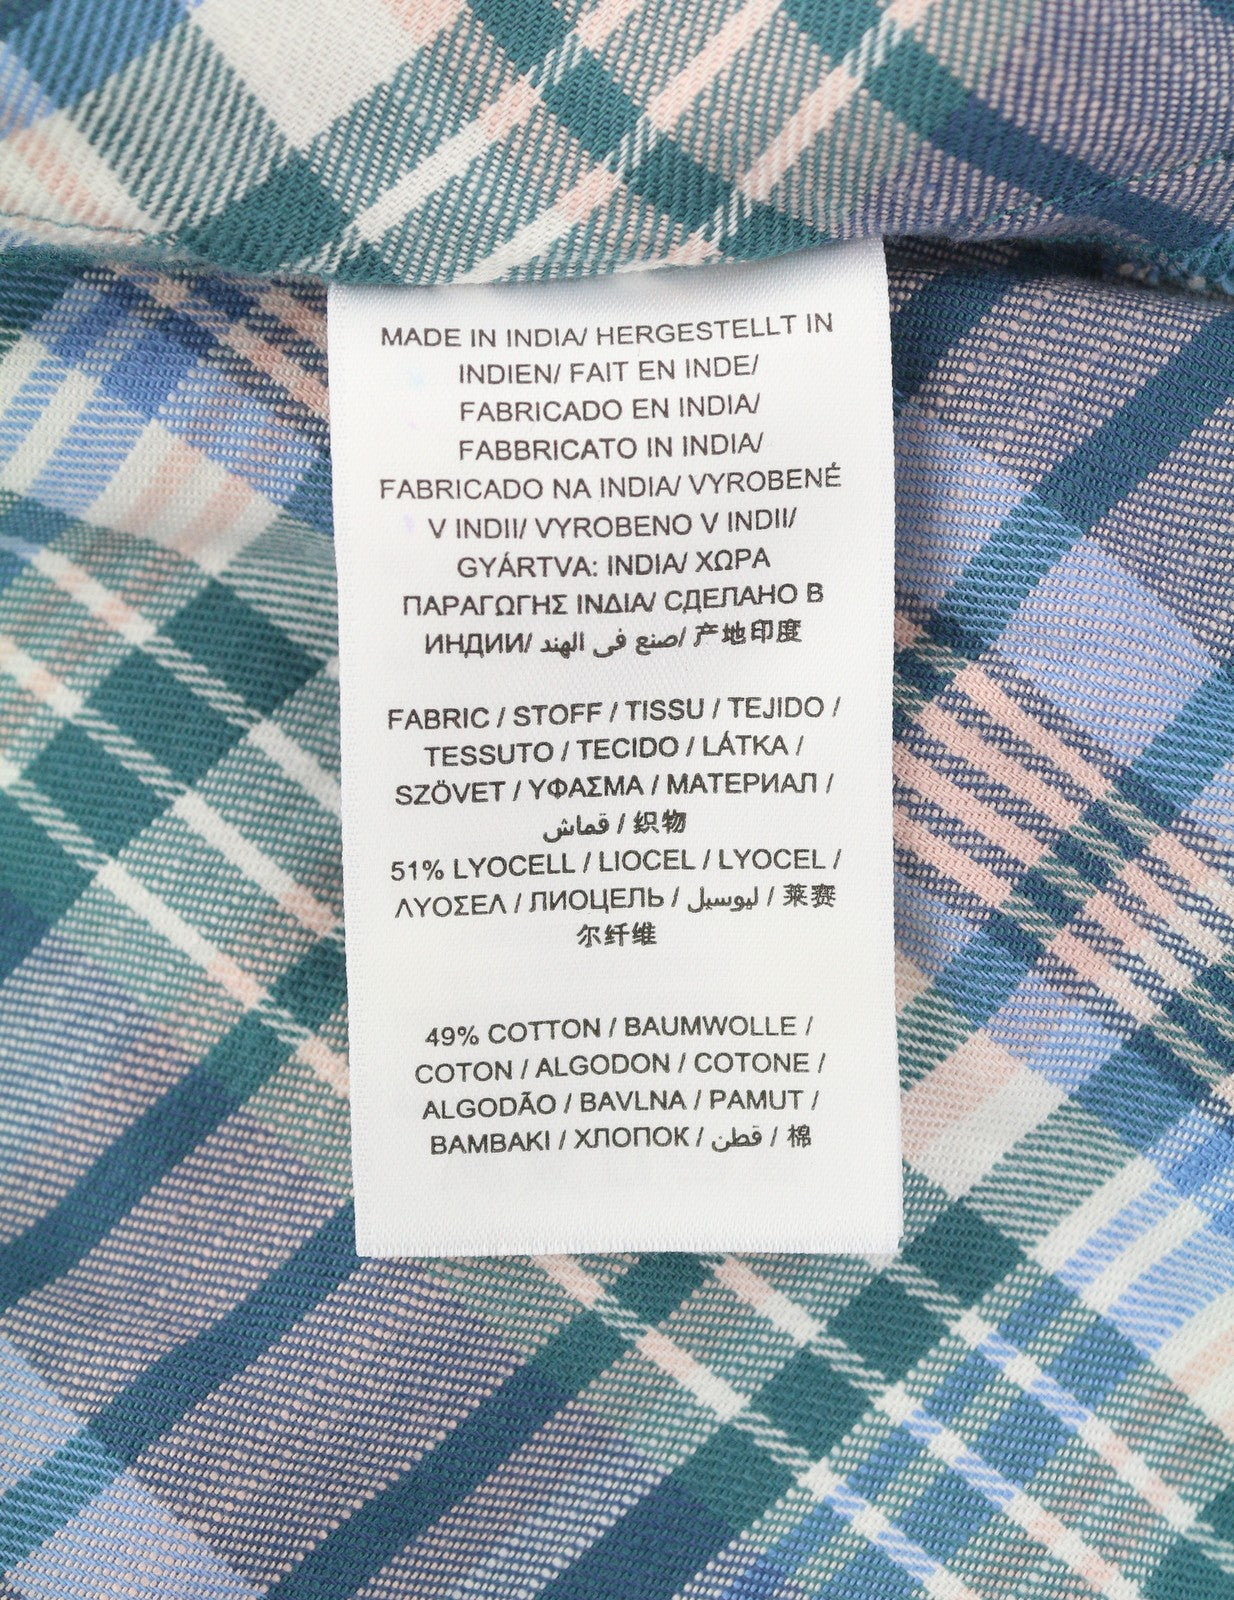 MADE IN INDIA/ HERGESTELLT IN
INDIEN/ FAIT EN INDE/
FABRICADO EN INDIA/
FABBRICATO IN INDIA/
FABRICADO NA INDIA/ VYROBENÉ
V INDII/ VYROBENO V INDII/
GYÁRTVA: INDIA/ ΧΩΡΑ
ΠΑΡΑΓΩΓΗΣ ΙΝΔΙΑ/ СДЕЛАНО В
ИНДИИ/ صنع في الهند/ 产地印度
FABRIC / STOFF / TISSU / TEJIDO /
TESSUTO / TECIDO / LÁTKA /
SZÖVET / ΥΦΑΣΜΑ / МАТЕРИАЛ /
قماش / 织物
51% LYOCELL / LIOCEL / LYOCEL /
ΛΥΟΣΕΛ / ЛИОЦЕЛЬ / ليوسيل / 莱赛
尔纤维
49% COTTON / BAUMWOLLE /
COTON / ALGODON / COTONE /
ALGODÃO / BAVLNA / PAMUT /
ΒΑΜΒΑΚΙ / ХЛОПОК / قطن / 棉